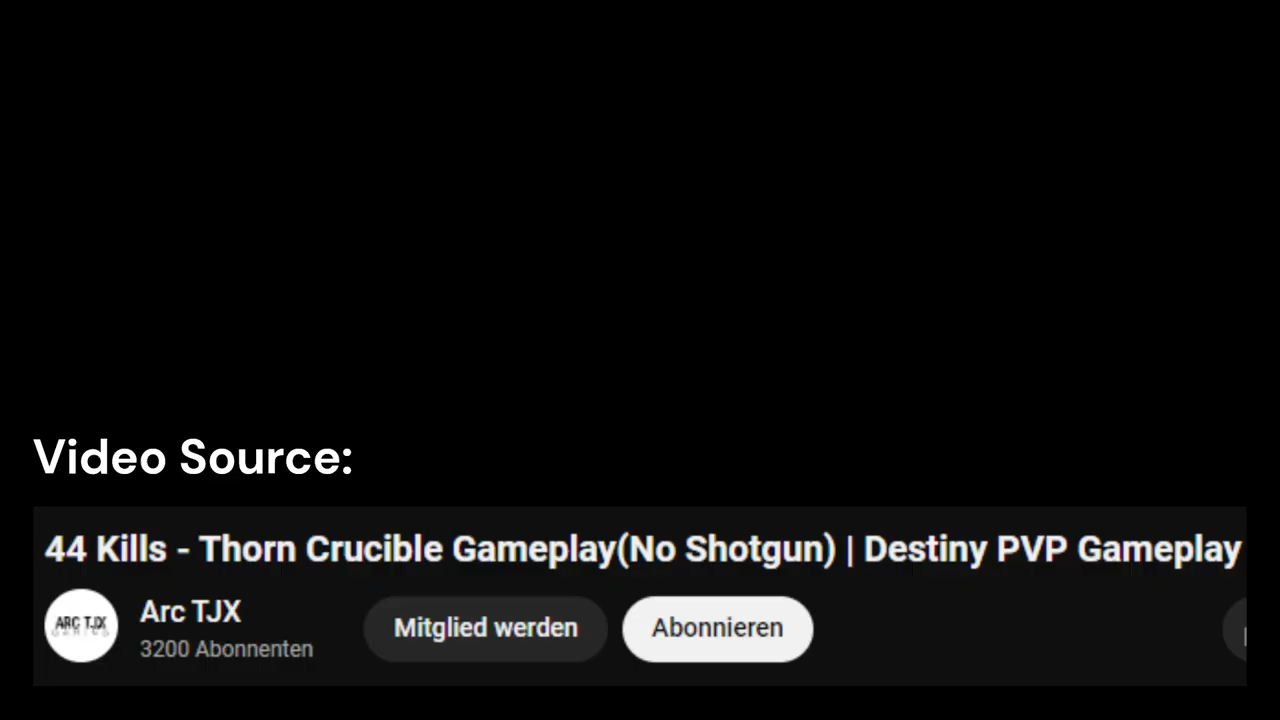 Video Source:
44 Kills - Thorn Crucible Gameplay(No Shotgun) | Destiny PVP Gameplay
ARC TJX
GAMING
Arc TJX
3200 Abonnenten
Mitglied werden
Abonnieren